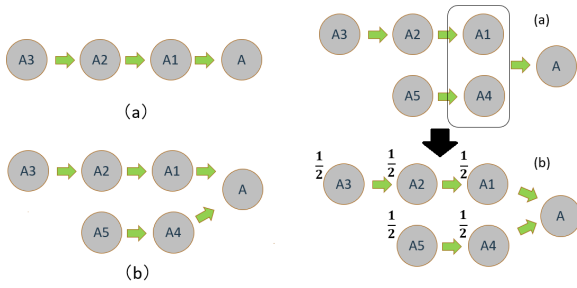 A3 A2 A1 A
(a)
A3 A2 A1 A
A5 A4
(b)
(a)
A3 A2 A1
A
A5 A4
(b)
1/2 A3 1/2 A2 1/2 A1
A
1/2 A5 1/2 A4